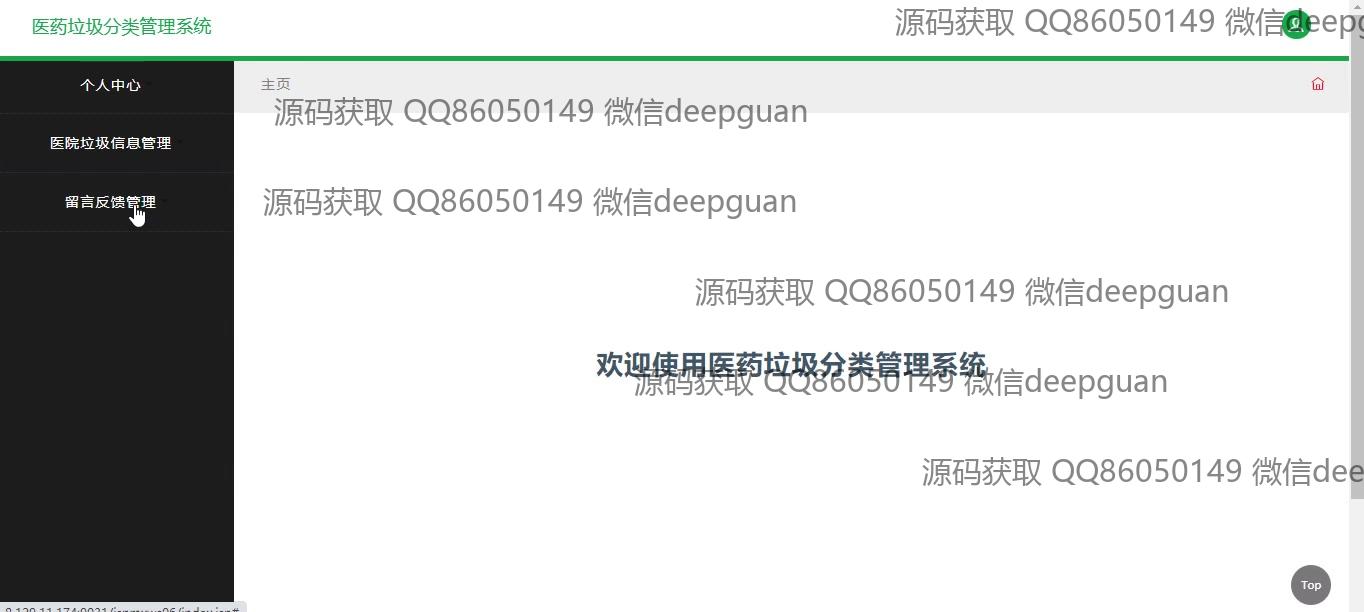 医药垃圾分类管理系统
源码获取 QQ86050149 微信deepg
个人中心
主页
源码获取 QQ86050149 微信deepguan
医院垃圾信息管理
源码获取 QQ86050149 微信deepguan
留言反馈管理
源码获取 QQ86050149 微信deepguan
欢迎使用医药垃圾分类管理系统
源码获取 QQ86050149 微信deepguan
源码获取 QQ86050149 微信dee
Top